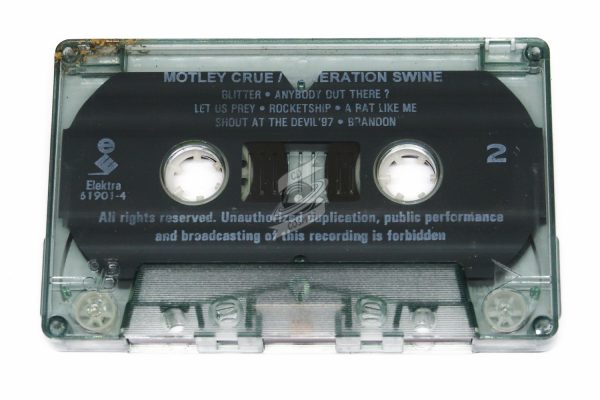 MOTLEY CRUE / GENERATION SWINE
GLITTER • ANYBODY OUT THERE ?
LET US PREY • ROCKETSHIP • A RAT LIKE ME
SHOUT AT THE DEVIL'97 • BRANDON
2
Elektra
61901-4
All rights reserved. Unauthorized duplication, public performance
and broadcasting of this recording is forbidden